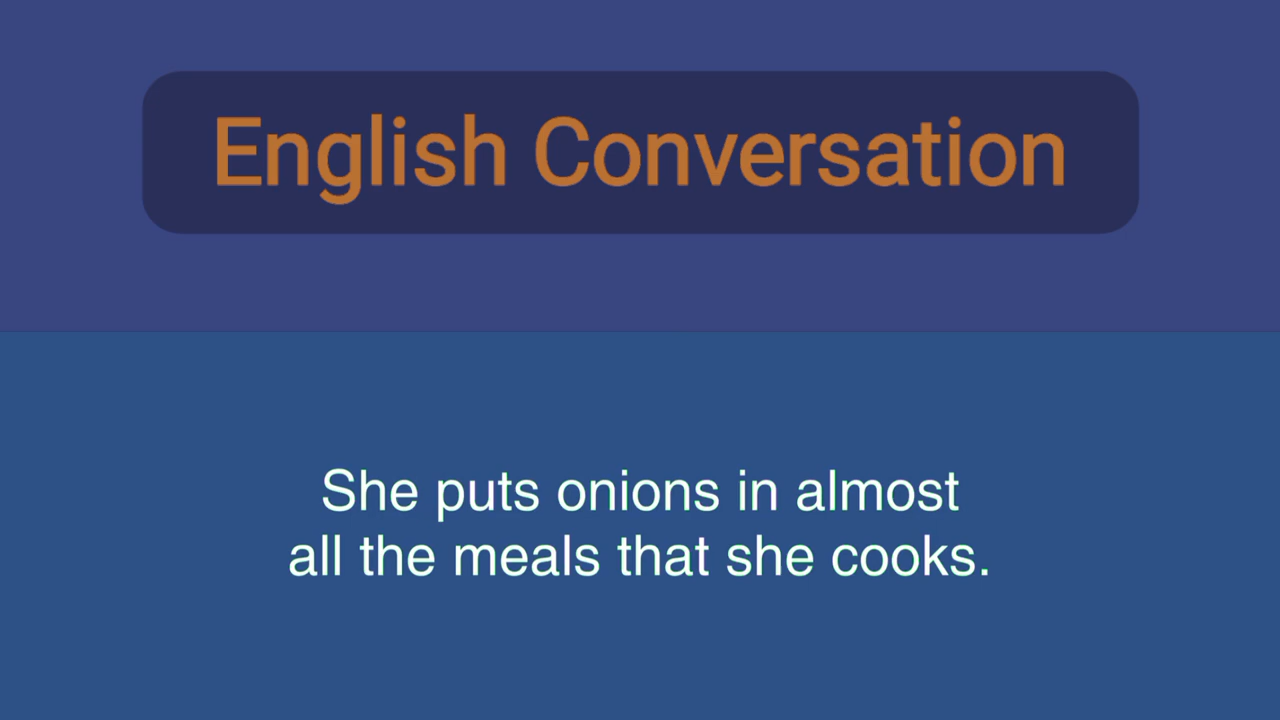 English Conversation
She puts onions in almost
all the meals that she cooks.